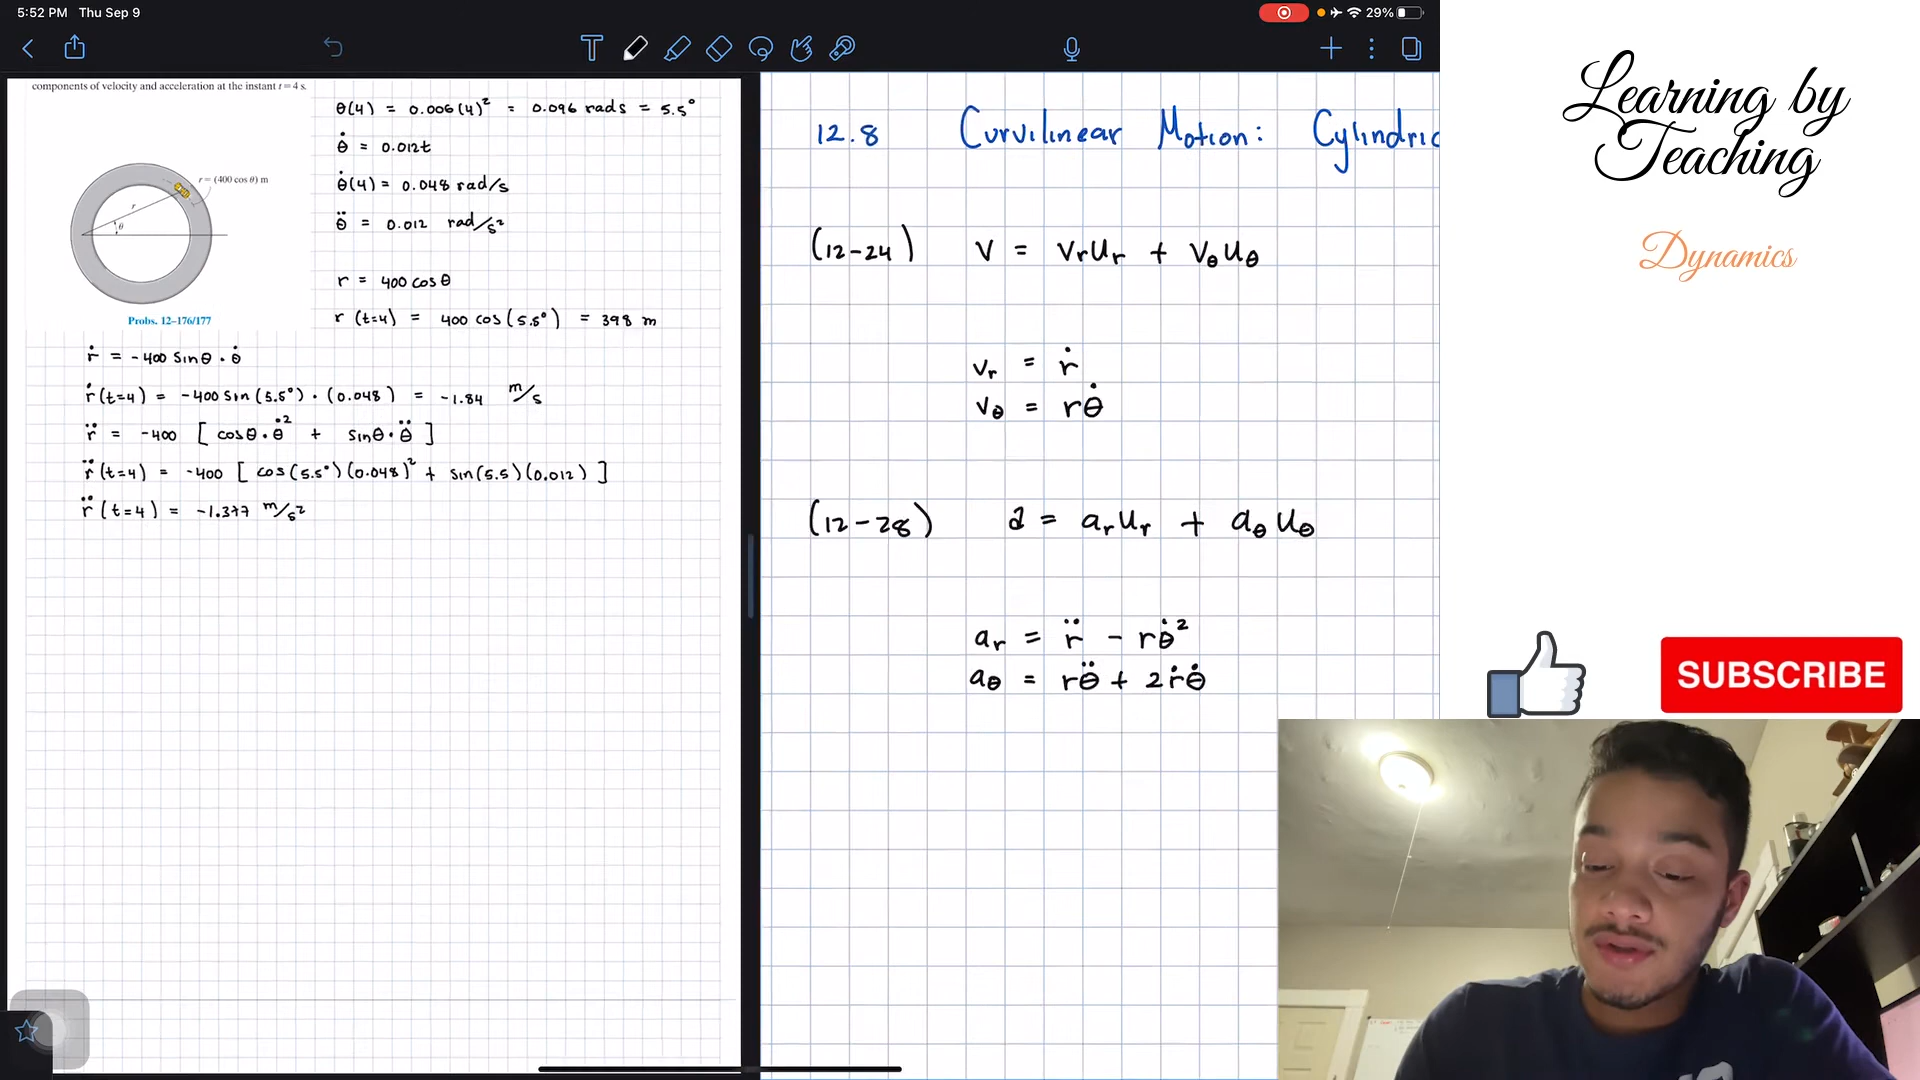 5:52 PM Thu Sep 9
29%
components of velocity and acceleration at the instant t = 4 s.
θ(4) = 0.006(4)² = 0.096 rads = 5.5°
θ̇ = 0.012t
θ̇(4) = 0.048 rad/s
θ̈ = 0.012 rad/s²
r = (400 cos θ) m
r
θ
r = 400 cos θ
r (t=4) = 400 cos(5.5°) = 398 m
Probs. 12–176/177
ṙ = -400 sinθ · θ̇
ṙ(t=4) = -400 sin(5.5°) · (0.048) = -1.84 m/s
r̈ = -400 [ cosθ · θ̇² + sinθ · θ̈ ]
r̈(t=4) = -400 [ cos(5.5°)(0.048)² + sin(5.5)(0.012) ]
r̈(t=4) = -1.377 m/s²
12.8 Curvilinear Motion: Cylindric
(12-24) V = VrUr + VθUθ
Vr = ṙ
Vθ = rθ̇
(12-28) a = arUr + aθUθ
ar = r̈ - rθ̇²
aθ = rθ̈ + 2ṙθ̇
Learning by
Teaching
Dynamics
SUBSCRIBE